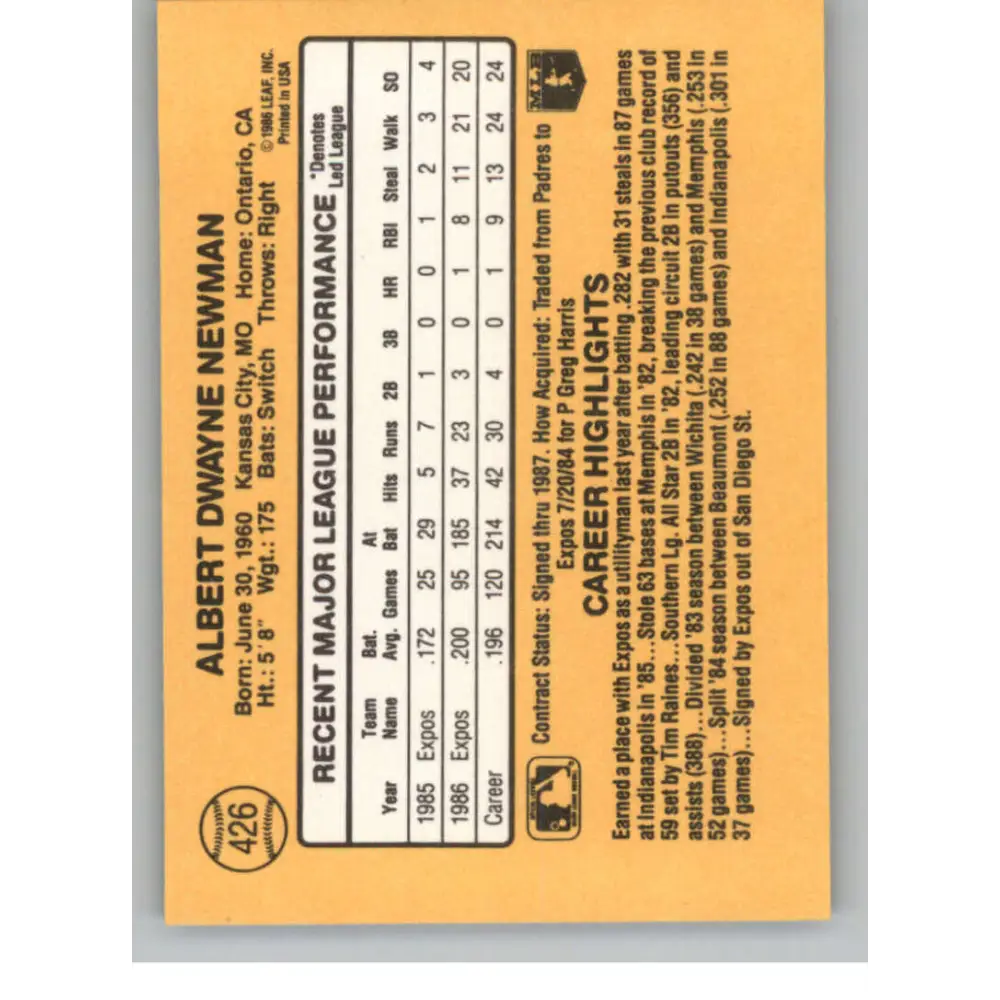 426
ALBERT DWAYNE NEWMAN
Born: June 30, 1960 Kansas City, MO Home: Ontario, CA
Ht.: 5'8" Wgt.: 175 Bats: Switch Throws: Right
© 1986 LEAF, INC.
Printed in USA
RECENT MAJOR LEAGUE PERFORMANCE *Denotes Led League
Year Team Name Bat. Avg. Games At Bat Hits Runs 2B 3B HR RBI Steal Walk SO
1985 Expos .172 25 29 5 7 1 0 0 1 2 3 4
1986 Expos .200 95 185 37 23 3 0 1 8 11 21 20
Career .196 120 214 42 30 4 0 1 9 13 24 24
Contract Status: Signed thru 1987. How Acquired: Traded from Padres to
Expos 7/20/84 for P Greg Harris
MLB
CAREER HIGHLIGHTS
Earned a place with Expos as a utilityman last year after batting .282 with 31 steals in 87 games
at Indianapolis in '85...Stole 63 bases at Memphis in '82, breaking the previous club record of
59 set by Tim Raines...Southern Lg. All Star 2B in '82, leading circuit 2B in putouts (356) and
assists (388)...Divided '83 season between Wichita (.242 in 38 games) and Memphis (.253 in
52 games)...Split '84 season between Beaumont (.252 in 88 games) and Indianapolis (.301 in
37 games)...Signed by Expos out of San Diego St.